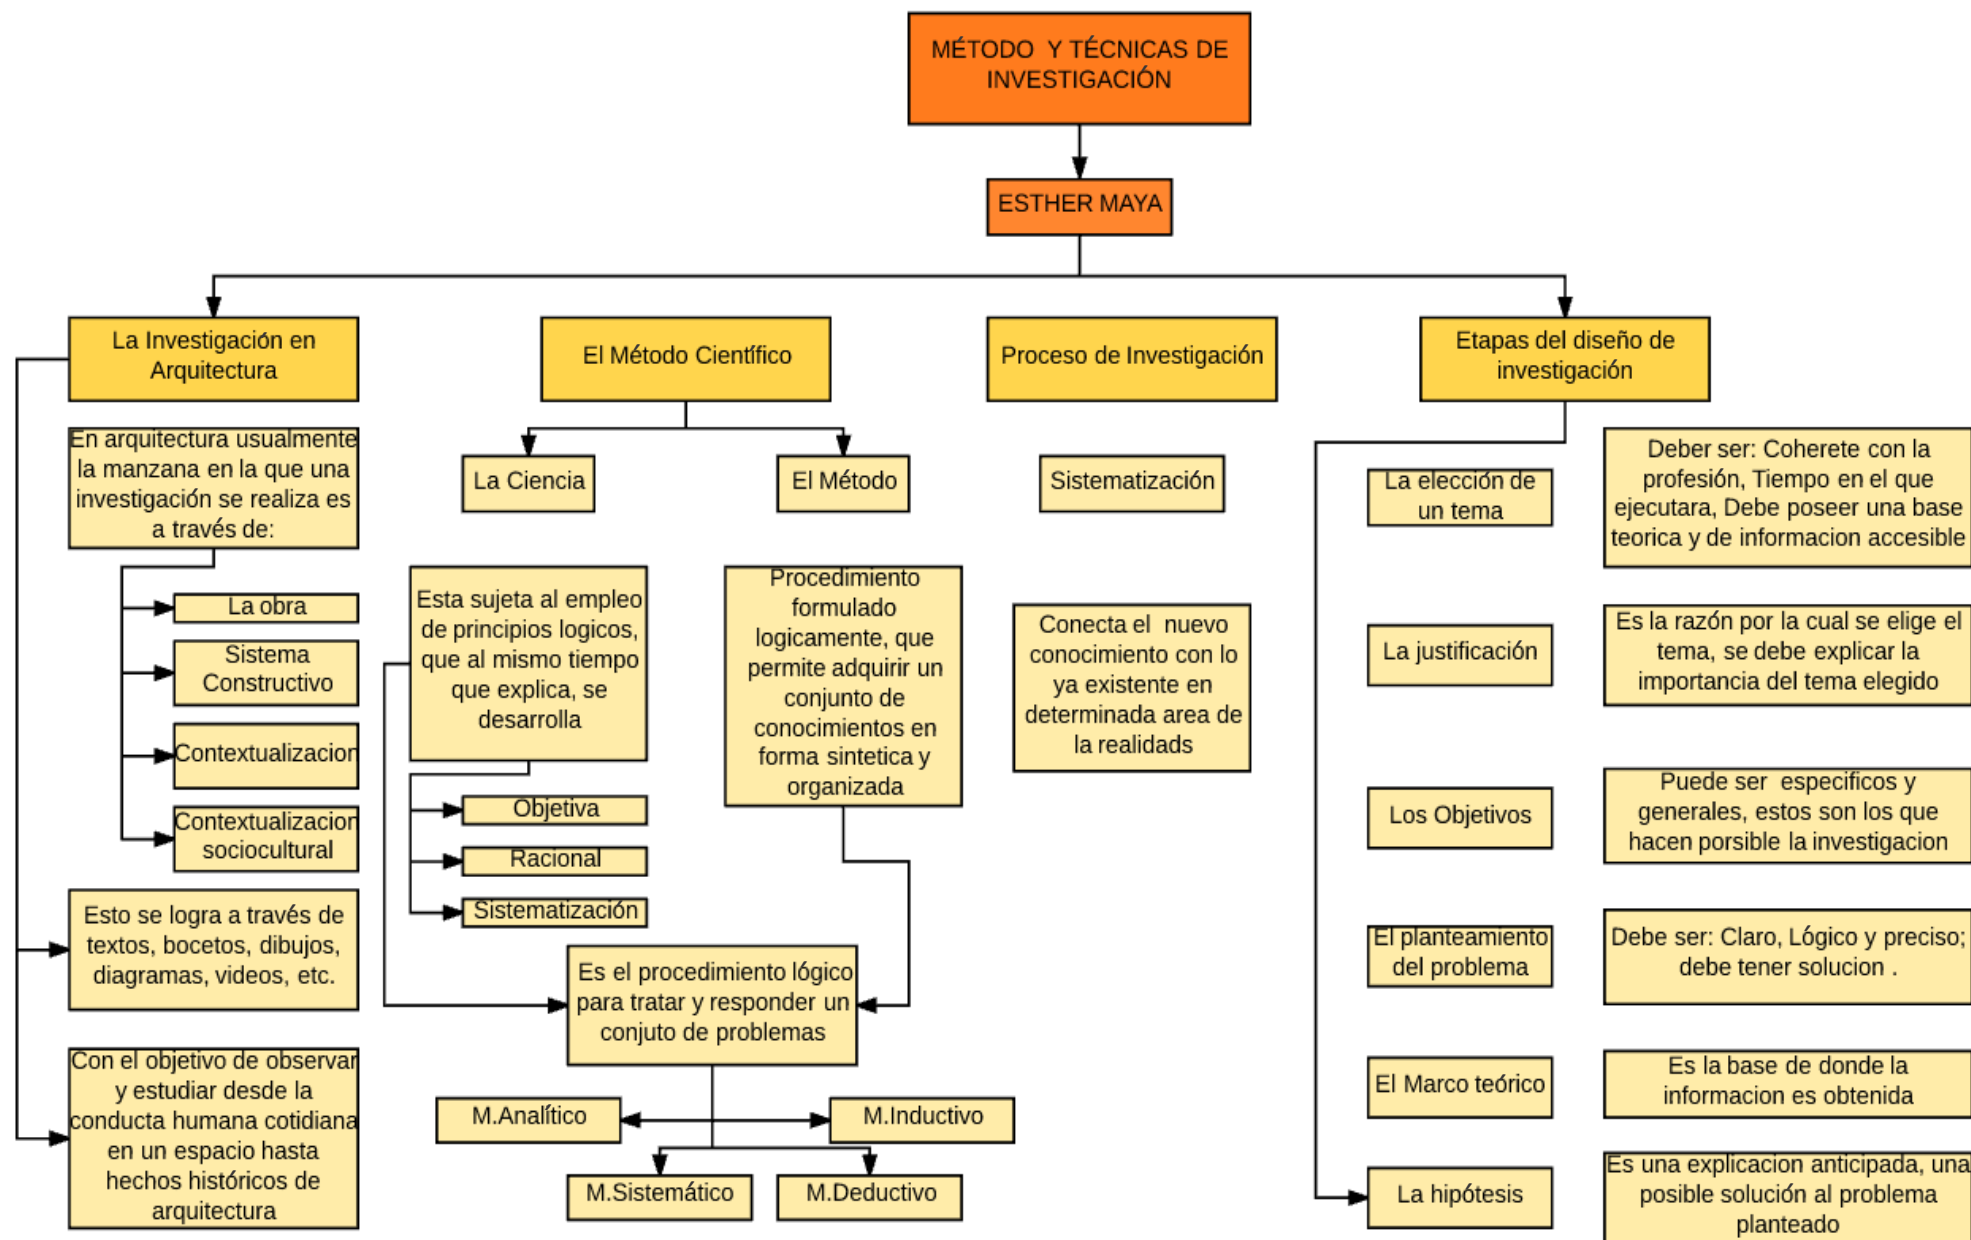 MÉTODO Y TÉCNICAS DE
INVESTIGACIÓN
ESTHER MAYA
La Investigación en
Arquitectura
En arquitectura usualmente
la manzana en la que una
investigación se realiza es
a través de:
La obra
Sistema
Constructivo
Contextualizacion
Contextualizacion
sociocultural
Esto se logra a través de
textos, bocetos, dibujos,
diagramas, videos, etc.
Con el objetivo de observar
y estudiar desde la
conducta humana cotidiana
en un espacio hasta
hechos históricos de
arquitectura
El Método Científico
La Ciencia
El Método
Esta sujeta al empleo
de principios logicos,
que al mismo tiempo
que explica, se
desarrolla
Objetiva
Racional
Sistematización
Procedimiento
formulado
logicamente, que
permite adquirir un
conjunto de
conocimientos en
forma sintetica y
organizada
Es el procedimiento lógico
para tratar y responder un
conjuto de problemas
M.Analítico
M.Inductivo
M.Sistemático
M.Deductivo
Proceso de Investigación
Sistematización
Conecta el nuevo
conocimiento con lo
ya existente en
determinada area de
la realidads
Etapas del diseño de
investigación
La elección de
un tema
Deber ser: Coherete con la
profesión, Tiempo en el que
ejecutara, Debe poseer una base
teorica y de informacion accesible
La justificación
Es la razón por la cual se elige el
tema, se debe explicar la
importancia del tema elegido
Los Objetivos
Puede ser especificos y
generales, estos son los que
hacen porsible la investigacion
El planteamiento
del problema
Debe ser: Claro, Lógico y preciso;
debe tener solucion .
El Marco teórico
Es la base de donde la
informacion es obtenida
La hipótesis
Es una explicacion anticipada, una
posible solución al problema
planteado